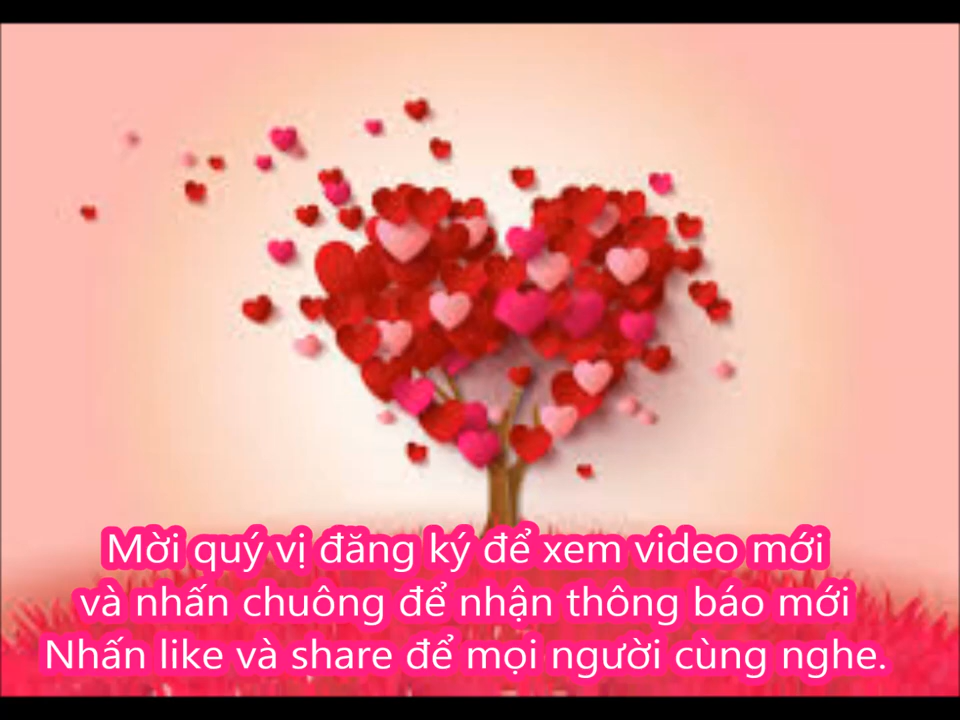 Mời quý vị đăng ký để xem video mới
và nhấn chuông để nhận thông báo mới
Nhấn like và share để mọi người cùng nghe.